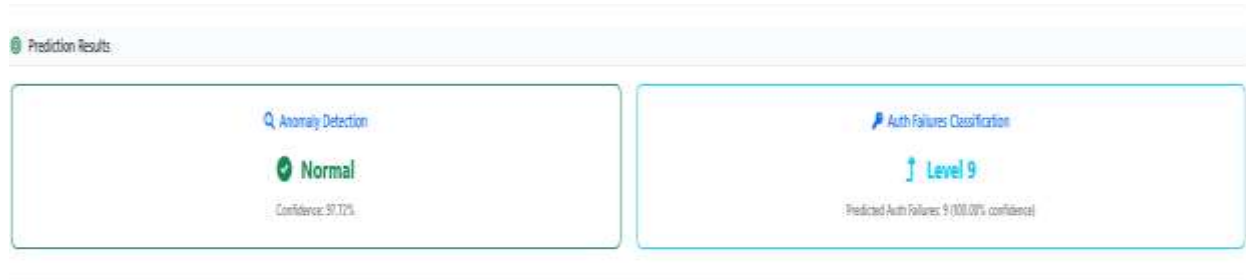 Prediction Results
Anomaly Detection
Normal
Confidence: 97.72%
Auth Failures Classification
Level 9
Predicted Auth Failures: 9 (100.00% confidence)